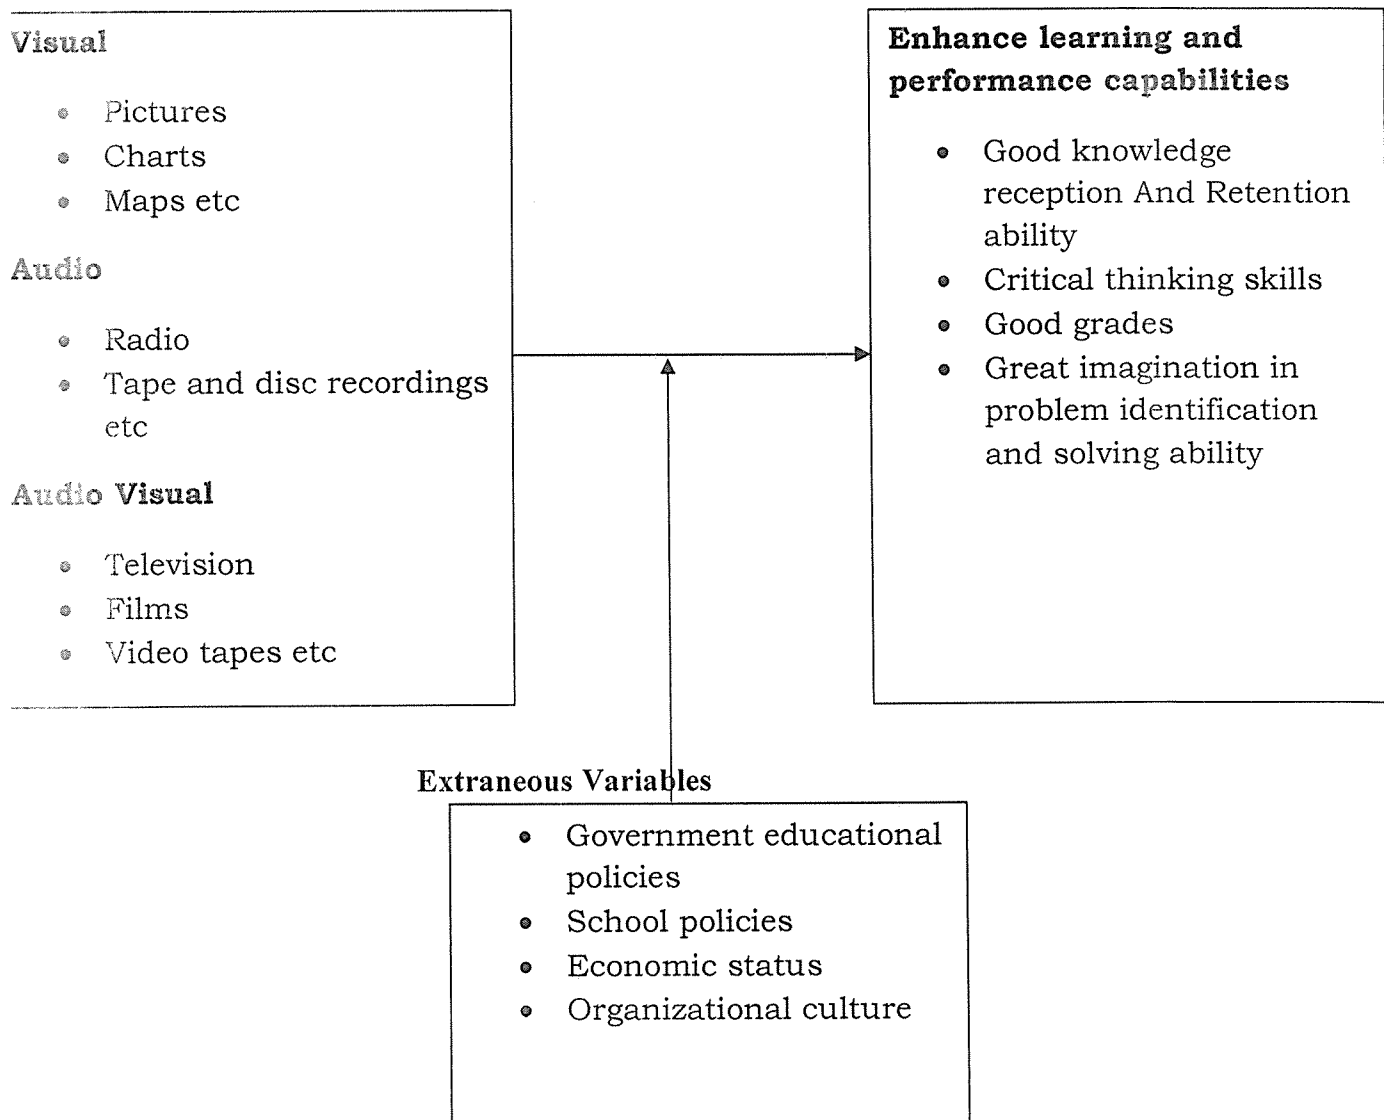 Visual
Pictures
Charts
Maps etc
Audio
Radio
Tape and disc recordings
etc
Audio Visual
Television
Films
Video tapes etc
Enhance learning and
performance capabilities
Good knowledge
reception And Retention
ability
Critical thinking skills
Good grades
Great imagination in
problem identification
and solving ability
Extraneous Variables
Government educational
policies
School policies
Economic status
Organizational culture